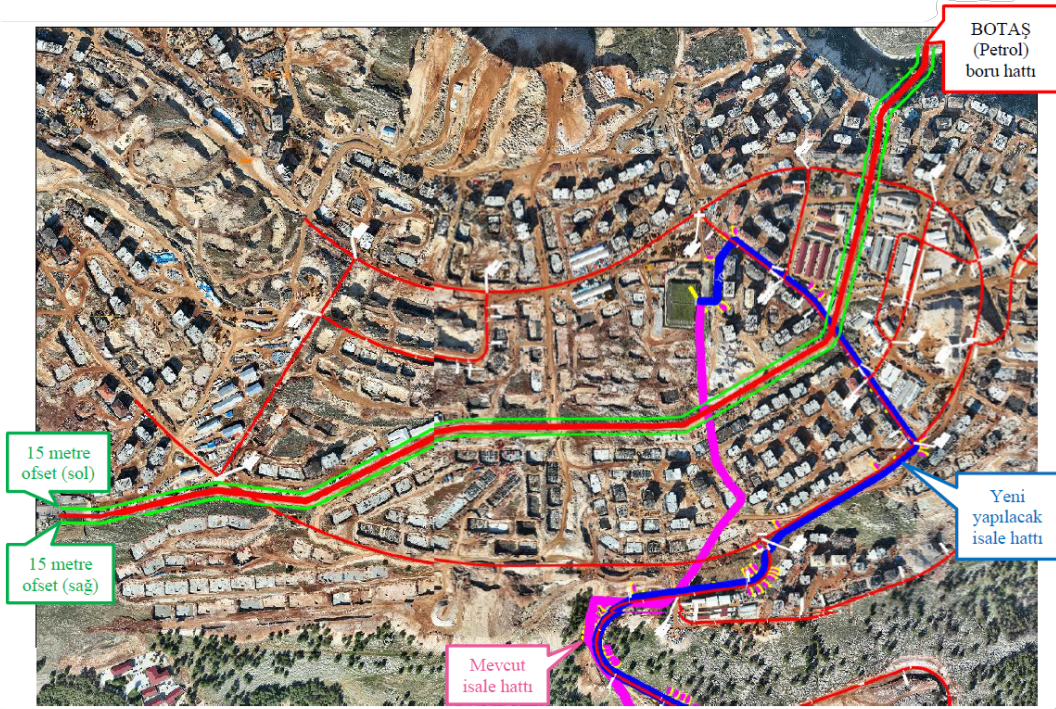 BOTAŞ
(Petrol)
boru hattı
15 metre
ofset (sol)
15 metre
ofset (sağ)
Yeni
yapılacak
isale hattı
Mevcut
isale hattı